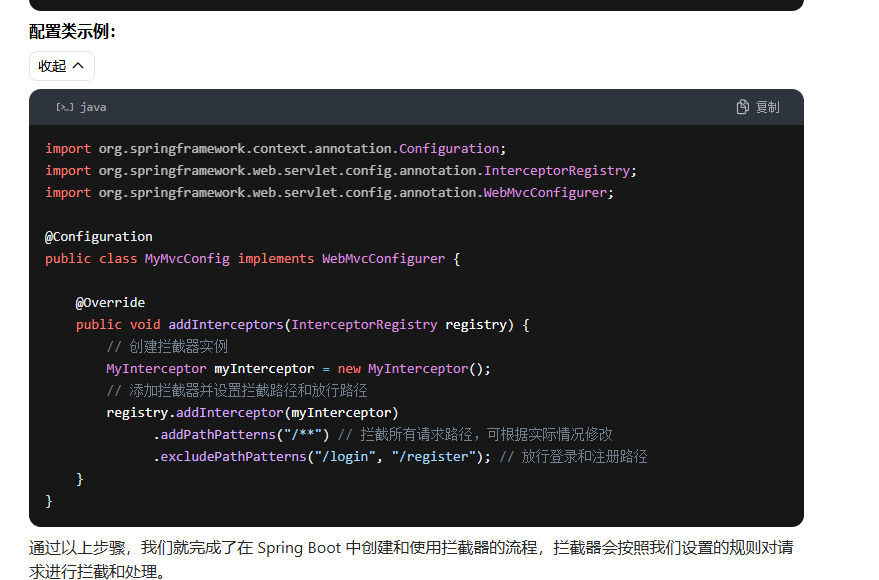 配置类示例：
收起
java
复制
import org.springframework.context.annotation.Configuration;
import org.springframework.web.servlet.config.annotation.InterceptorRegistry;
import org.springframework.web.servlet.config.annotation.WebMvcConfigurer;
@Configuration
public class MyMvcConfig implements WebMvcConfigurer {
@Override
public void addInterceptors(InterceptorRegistry registry) {
// 创建拦截器实例
MyInterceptor myInterceptor = new MyInterceptor();
// 添加拦截器并设置拦截路径和放行路径
registry.addInterceptor(myInterceptor)
.addPathPatterns("/**") // 拦截所有请求路径，可根据实际情况修改
.excludePathPatterns("/login", "/register"); // 放行登录和注册路径
}
}
通过以上步骤，我们就完成了在 Spring Boot 中创建和使用拦截器的流程，拦截器会按照我们设置的规则对请
求进行拦截和处理。